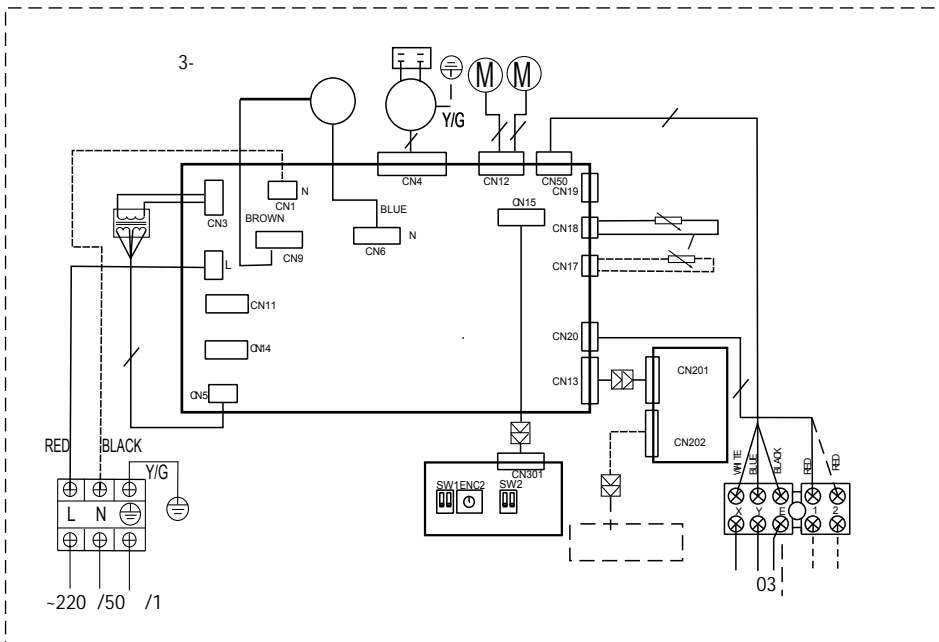 3-
M M
Y/G
CN4
CN12
CN50
CN19
CN1
N
CN15
CN3
BROWN
BLUE
CN18
CN9
CN6
N
L
CN17
CN11
CN20
CN14
CN13
CN201
CN5
CN202
RED
BLACK
Y/G
WHITE
BLUE
BLACK
RED
RED
CN301
SW1 ENC2 SW2
L N
X Y E 1 2
03
~220 /50 /1